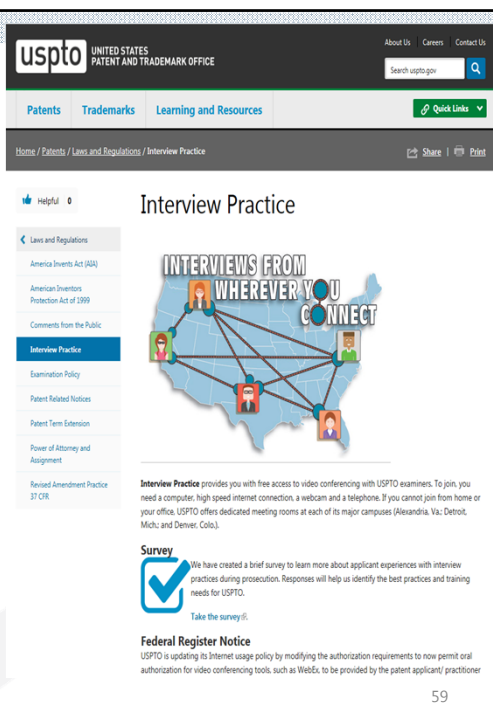 About Us Careers Contact Us
uspto UNITED STATES
PATENT AND TRADEMARK OFFICE
Search uspto.gov
Patents Trademarks Learning and Resources
Quick Links
Home / Patents / Laws and Regulations / Interview Practice
Share | Print
Helpful 0
Laws and Regulations
America Invents Act (AIA)
American Inventors
Protection Act of 1999
Comments from the Public
Interview Practice
Examination Policy
Patent Related Notices
Patent Term Extension
Power of Attorney and
Assignment
Revised Amendment Practice
37 CFR
Interview Practice
INTERVIEWS FROM
WHEREVER YOU
CONNECT
Interview Practice provides you with free access to video conferencing with USPTO examiners. To join, you
need a computer, high speed internet connection, a webcam and a telephone. If you cannot join from home or
your office, USPTO offers dedicated meeting rooms at each of its major campuses (Alexandria, Va.; Detroit,
Mich.; and Denver, Colo.).
Survey
We have created a brief survey to learn more about applicant experiences with interview
practices during prosecution. Responses will help us identify the best practices and training
needs for USPTO.
Take the survey
Federal Register Notice
USPTO is updating its Internet usage policy by modifying the authorization requirements to now permit oral
authorization for video conferencing tools, such as WebEx, to be provided by the patent applicant/ practitioner
59